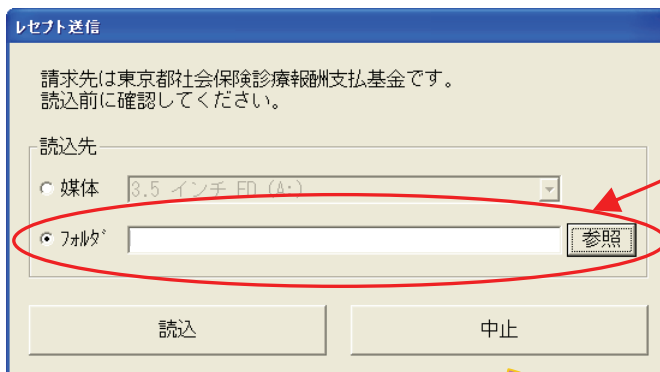 レセプト送信
請求先は東京都社会保険診療報酬支払基金です。
読込前に確認してください。
読込先
媒体 3.5 インチ FD (A:)
フォルダ 参照
読込 中止